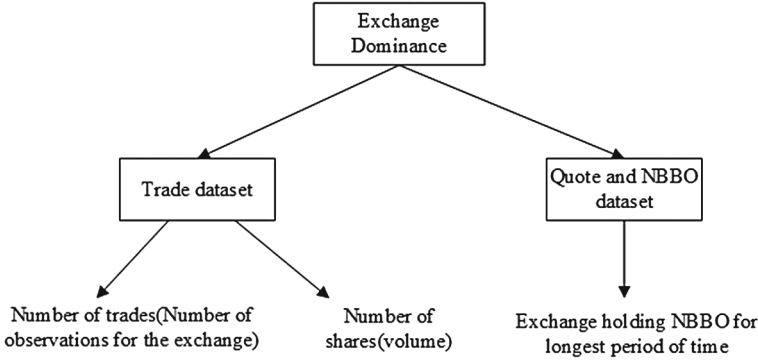 Exchange
Dominance
Trade dataset
Quote and NBBO
dataset
Number of trades(Number of
observations for the exchange)
Number of
shares(volume)
Exchange holding NBBO for
longest period of time